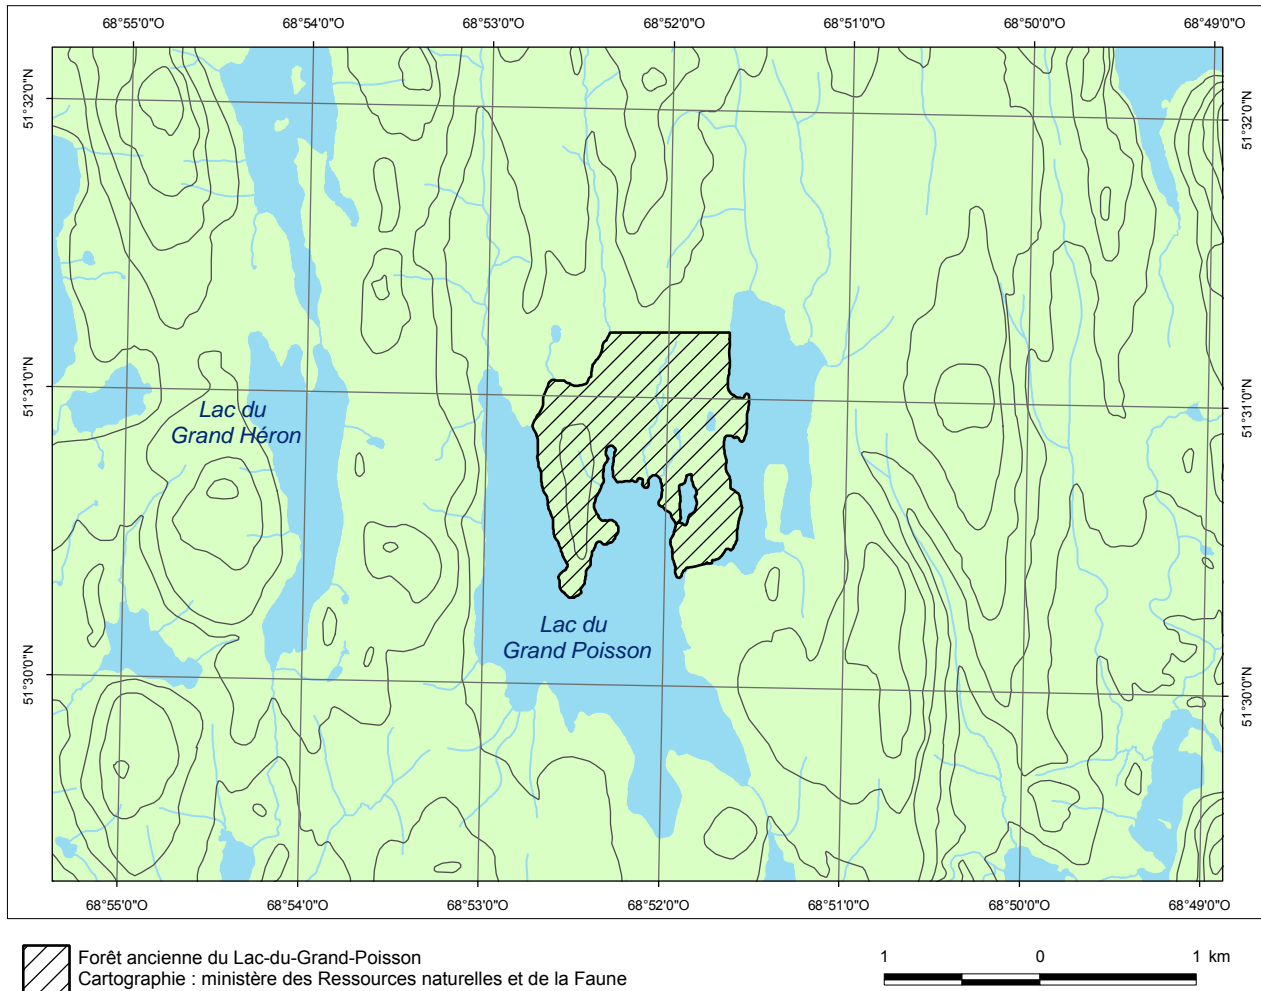 68°55'0"O 68°54'0"O 68°53'0"O 68°52'0"O 68°51'0"O 68°50'0"O 68°49'0"O
51°32'0"N
51°32'0"N
51°31'0"N
51°31'0"N
Lac du
Grand Héron
Lac du
Grand Poisson
51°30'0"N
51°30'0"N
68°55'0"O 68°54'0"O 68°53'0"O 68°52'0"O 68°51'0"O 68°50'0"O 68°49'0"O
Forêt ancienne du Lac-du-Grand-Poisson
Cartographie : ministère des Ressources naturelles et de la Faune
1 0 1 km